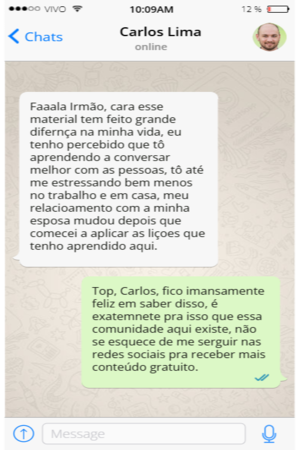 VIVO 10:09AM 12 %
Chats Carlos Lima
online
Faaala Irmão, cara esse
material tem feito grande
difernça na minha vida, eu
tenho percebido que tô
aprendendo a conversar
melhor com as pessoas, tô até
me estressando bem menos
no trabalho e em casa, meu
relacioamento com a minha
esposa mudou depois que
comecei a aplicar as liçoes que
tenho aprendido aqui.
Top, Carlos, fico imansamente
feliz em saber disso, é
exatemnete pra isso que essa
comunidade aqui existe, não
se esquece de me serguir nas
redes sociais pra receber mais
conteúdo gratuito.
Message